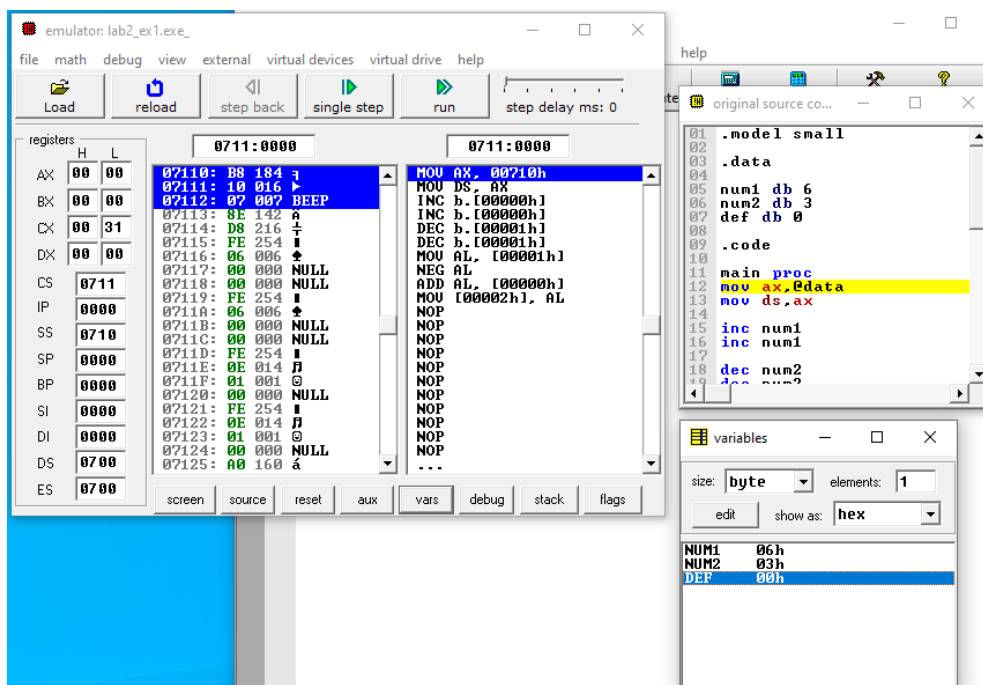 emulator: lab2_ex1.exe_
file math debug view external virtual devices virtual drive help
Load reload step back single step run step delay ms: 0
registers
H L
AX 00 00
BX 00 00
CX 00 31
DX 00 00
CS 0711
IP 0000
SS 0710
SP 0000
BP 0000
SI 0000
DI 0000
DS 0700
ES 0700
0711:0000
07110: B8 184 ╕
07111: 10 016 ►
07112: 07 007 BEEP
07113: 8E 142 Ä
07114: D8 216 ╪
07115: FE 254 ■
07116: 06 006 ♠
07117: 00 000 NULL
07118: 00 000 NULL
07119: FE 254 ■
0711A: 06 006 ♠
0711B: 00 000 NULL
0711C: 00 000 NULL
0711D: FE 254 ■
0711E: 0E 014 ♫
0711F: 01 001 ☺
07120: 00 000 NULL
07121: FE 254 ■
07122: 0E 014 ♫
07123: 01 001 ☺
07124: 00 000 NULL
07125: A0 160 á
0711:0000
MOV AX, 00710h
MOV DS, AX
INC b.[00000h]
INC b.[00000h]
DEC b.[00001h]
DEC b.[00001h]
MOV AL, [00001h]
NEG AL
ADD AL, [00000h]
MOV [00002h], AL
NOP
NOP
NOP
NOP
NOP
NOP
NOP
NOP
NOP
NOP
NOP
...
screen source reset aux vars debug stack flags
help
original source co...
01 .model small
02
03 .data
04
05 num1 db 6
06 num2 db 3
07 def db 0
08
09 .code
10
11 main proc
12 mov ax,@data
13 mov ds,ax
14
15 inc num1
16 inc num1
17
18 dec num2
19 dec num2
variables
size: byte elements: 1
edit show as: hex
NUM1 06h
NUM2 03h
DEF 00h